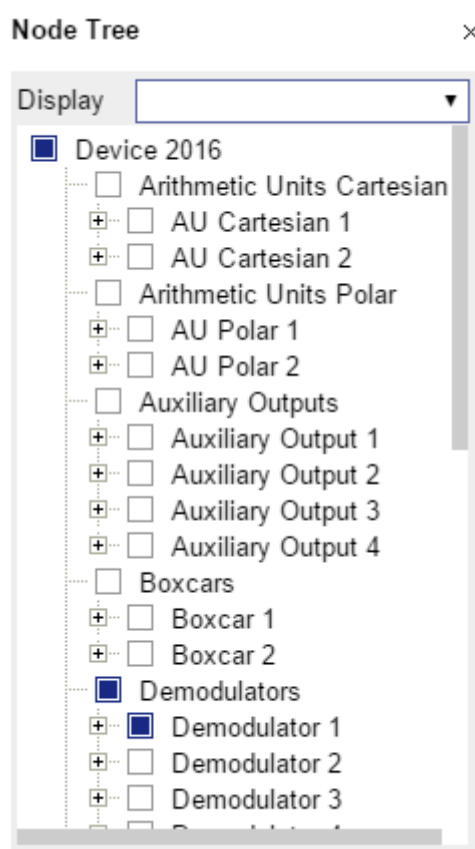 Node Tree
Display
Device 2016
Arithmetic Units Cartesian
AU Cartesian 1
AU Cartesian 2
Arithmetic Units Polar
AU Polar 1
AU Polar 2
Auxiliary Outputs
Auxiliary Output 1
Auxiliary Output 2
Auxiliary Output 3
Auxiliary Output 4
Boxcars
Boxcar 1
Boxcar 2
Demodulators
Demodulator 1
Demodulator 2
Demodulator 3